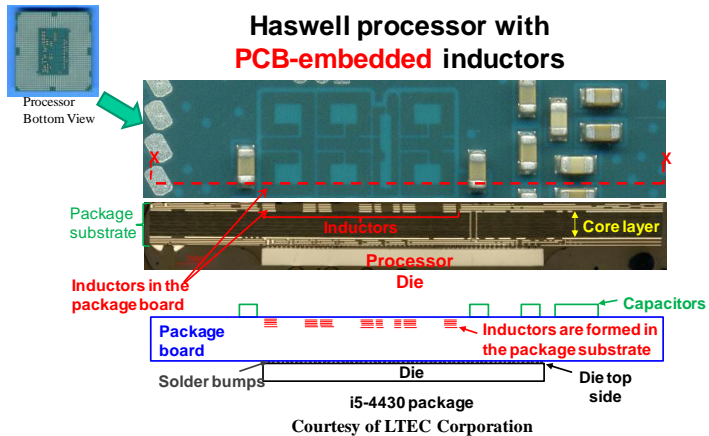 Haswell processor with
PCB-embedded inductors
Processor
Bottom View
X
X
Package
substrate
Inductors
Core layer
Processor
Die
Inductors in the
package board
Capacitors
Package
board
Inductors are formed in
the package substrate
Solder bumps
Die
Die top
side
i5-4430 package
Courtesy of LTEC Corporation